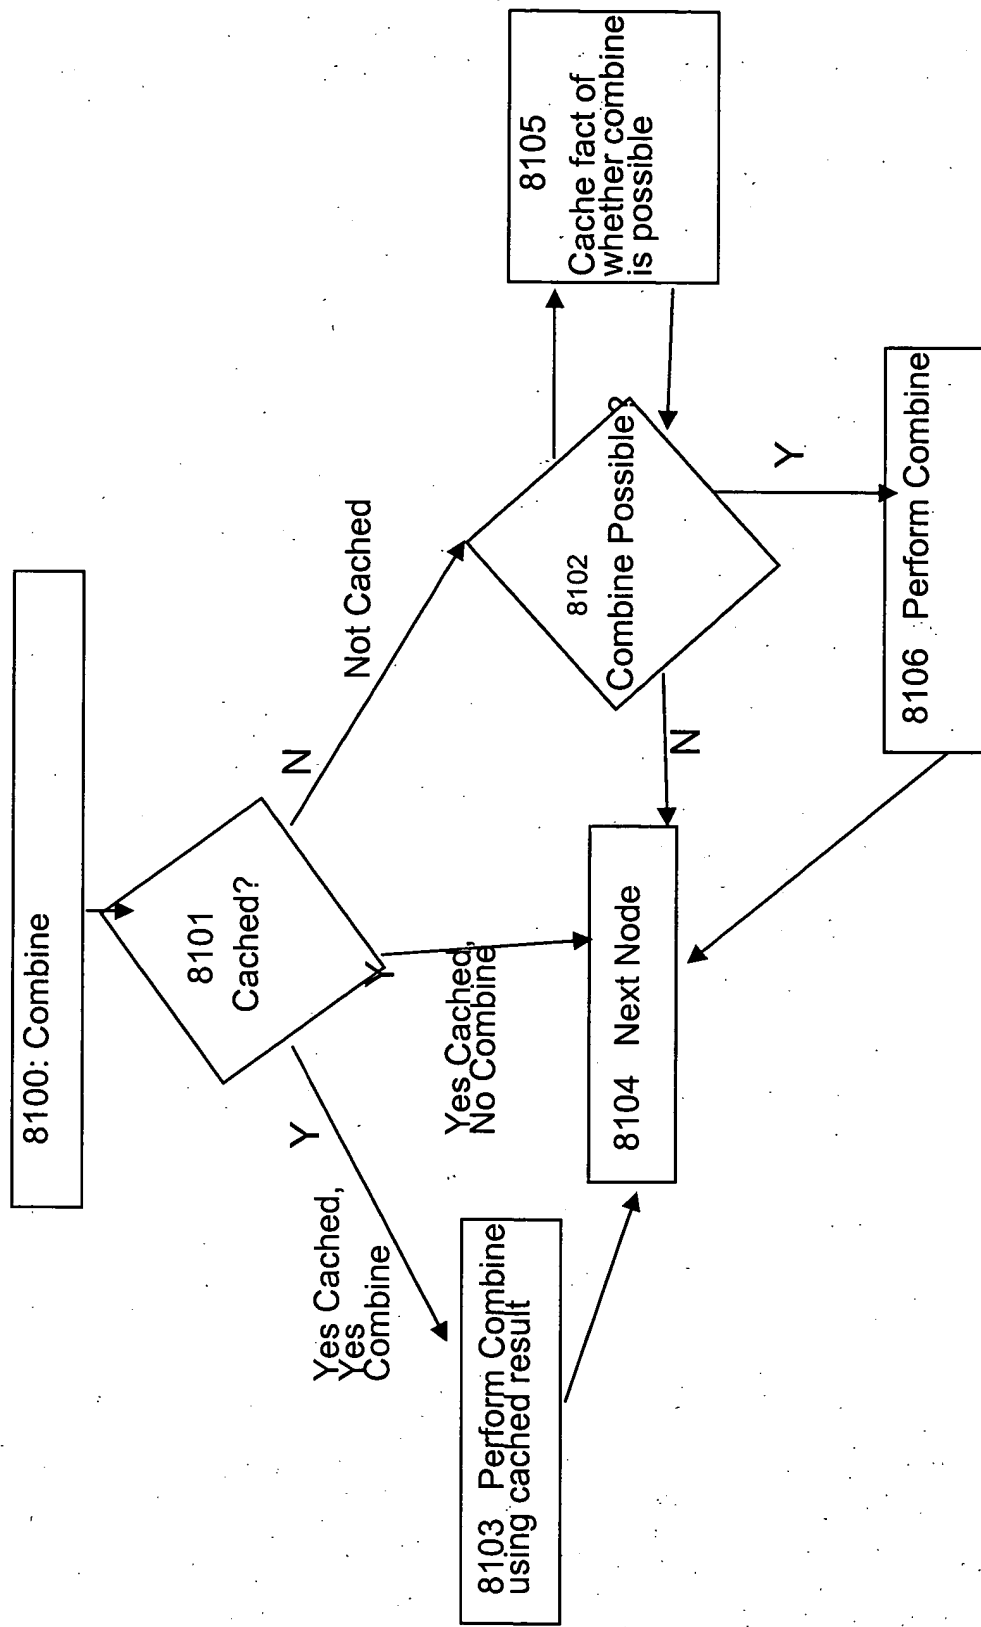 8100: Combine
8101
Cached?
N
Not Cached
Y
Yes Cached,
Yes
Combine
Y
Yes Cached,
No Combine
8103 Perform Combine
using cached result
8104 Next Node
8102
Combine Possible ?
N
Y
8105
Cache fact of
whether combine
is possible
8106 Perform Combine